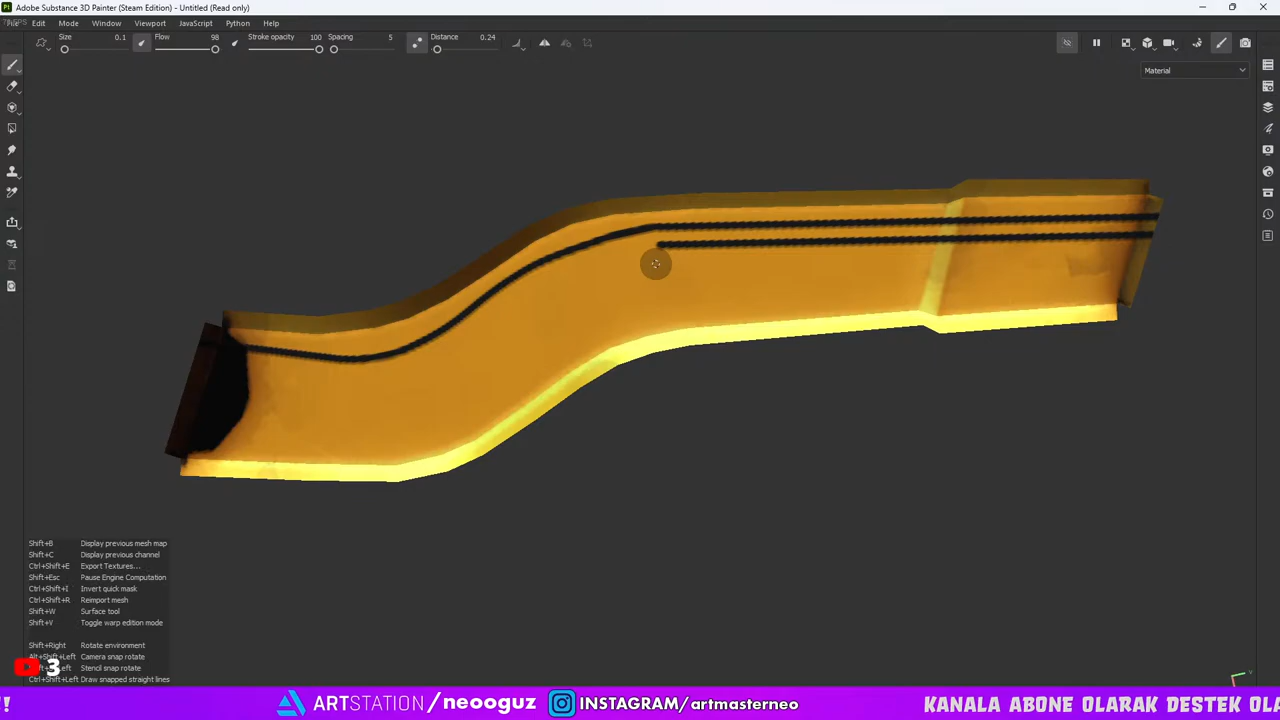 Adobe Substance 3D Painter (Steam Edition) - Untitled (Read only)
File Edit Mode Window Viewport JavaScript Python Help
Size 0.1 Flow 98 Stroke opacity 100 Spacing 5 Distance 0.24
Material
Shift+B Display previous mesh map
Shift+C Display previous channel
Ctrl+Shift+E Export Textures...
Shift+Esc Pause Engine Computation
Ctrl+Shift+I Invert quick mask
Ctrl+Shift+R Reimport mesh
Shift+W Surface tool
Shift+V Toggle warp edition mode
Shift+Right Rotate environment
Alt+Shift+Left Camera snap rotate
Left Stencil snap rotate
Ctrl+Shift+Left Draw snapped straight lines
3
! ARTSTATION/neooguz INSTAGRAM/artmasterneo KANALA ABONE OLARAK DESTEK OLA